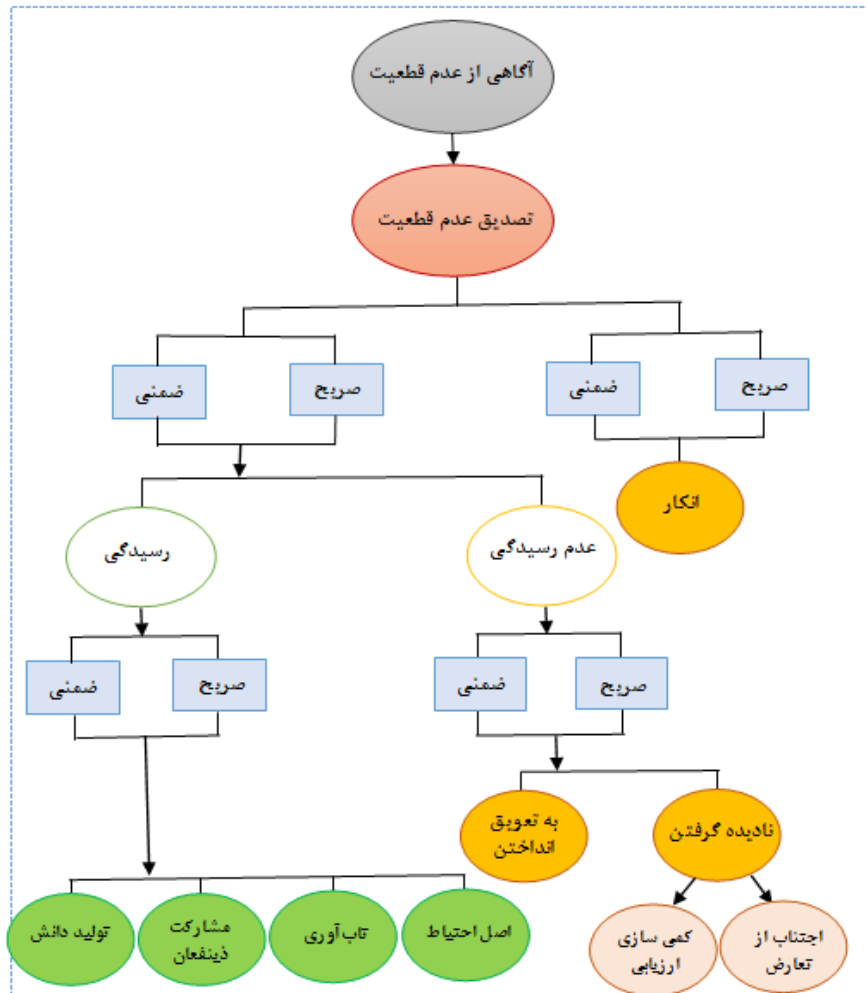 آگاهی از عدم قطعیت
تصدیق عدم قطعیت
صریح
ضمنی
صریح
ضمنی
انکار
عدم رسیدگی
رسیدگی
صریح
ضمنی
صریح
ضمنی
نادیده گرفتن
به تعویق
انداختن
اجتناب از
تعارض
کمی سازی
ارزیابی
اصل احتیاط
تاب آوری
مشارکت
ذینفعان
تولید دانش